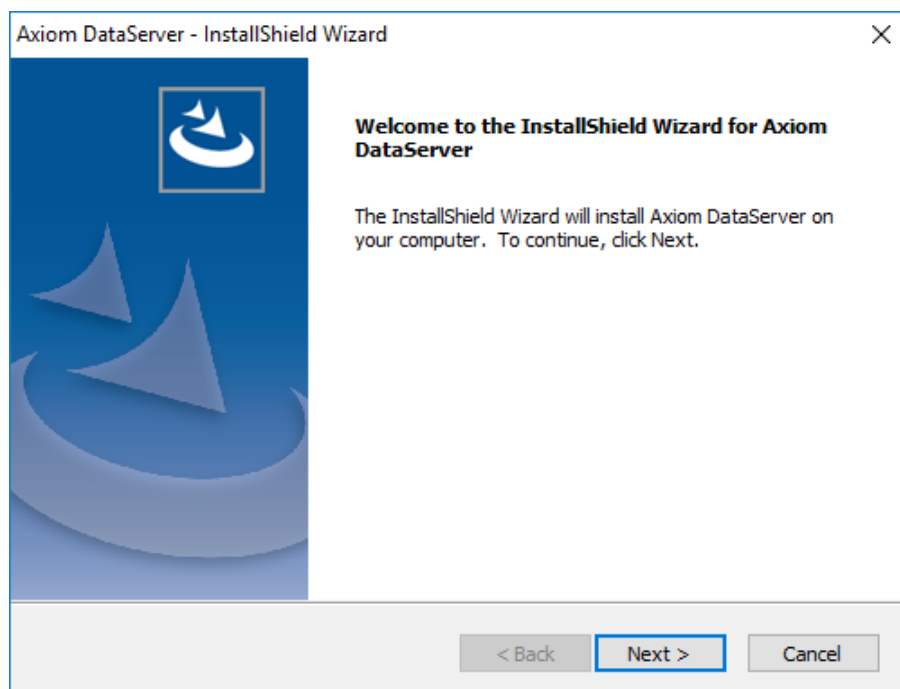 Axiom DataServer - InstallShield Wizard
Welcome to the InstallShield Wizard for Axiom
DataServer
The InstallShield Wizard will install Axiom DataServer on
your computer.  To continue, click Next.
< Back
Next >
Cancel